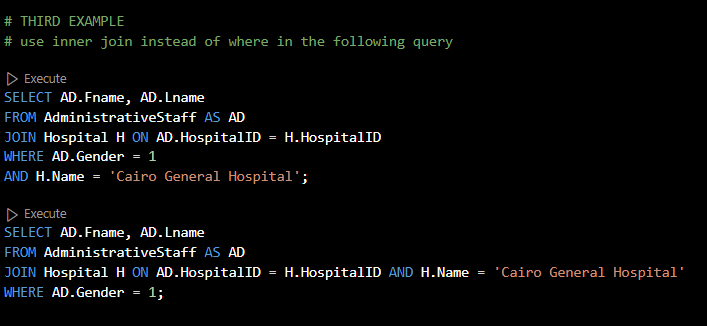 # THIRD EXAMPLE
# use inner join instead of where in the following query
Execute
SELECT AD.Fname, AD.Lname
FROM AdministrativeStaff AS AD
JOIN Hospital H ON AD.HospitalID = H.HospitalID
WHERE AD.Gender = 1
AND H.Name = 'Cairo General Hospital';
Execute
SELECT AD.Fname, AD.Lname
FROM AdministrativeStaff AS AD
JOIN Hospital H ON AD.HospitalID = H.HospitalID AND H.Name = 'Cairo General Hospital'
WHERE AD.Gender = 1;